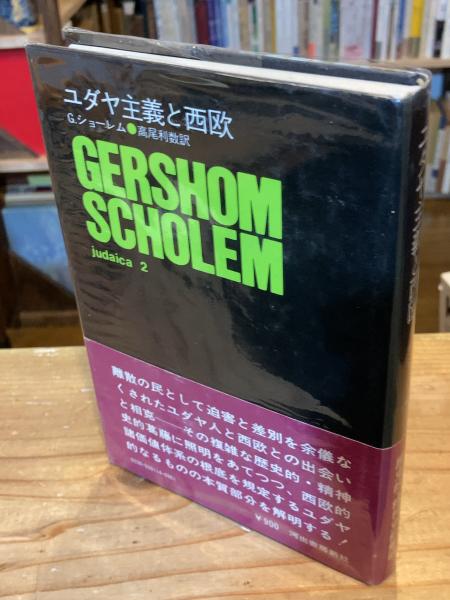 ユダヤ主義と西欧
G.ショーレム●高尾利数訳
GERSHOM
SCHOLEM
judaica 2
離散の民として迫害と差別を余儀な
くされたユダヤ人と西欧との出会い
と相克——その複雑な歴史的・精神
史的葛藤に照明をあてつつ、西欧的
諸価値体系の根底を規定するユダヤ
的なるものの本質部分を解明する!
¥900 河出書房新社